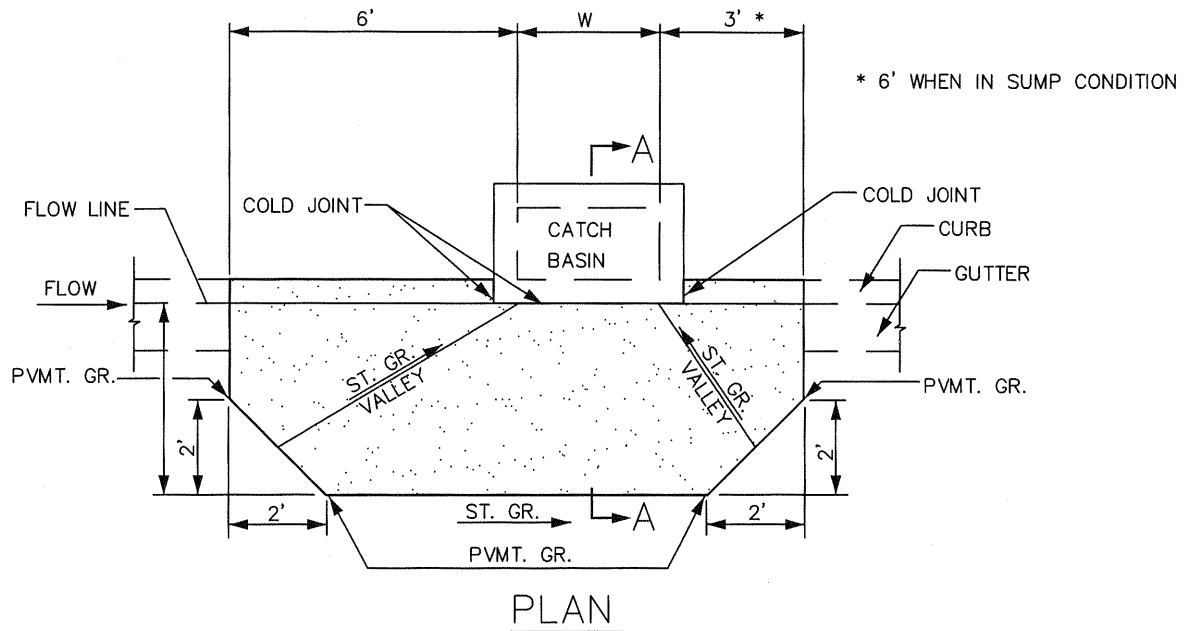 6'
W
3' *
* 6' WHEN IN SUMP CONDITION
A
COLD JOINT
COLD JOINT
FLOW LINE
CATCH
BASIN
CURB
GUTTER
FLOW
ST. GR.
VALLEY
ST. GR.
VALLEY
PVMT. GR.
PVMT. GR.
2'
2'
2'
ST. GR.
A
2'
PVMT. GR.
PLAN